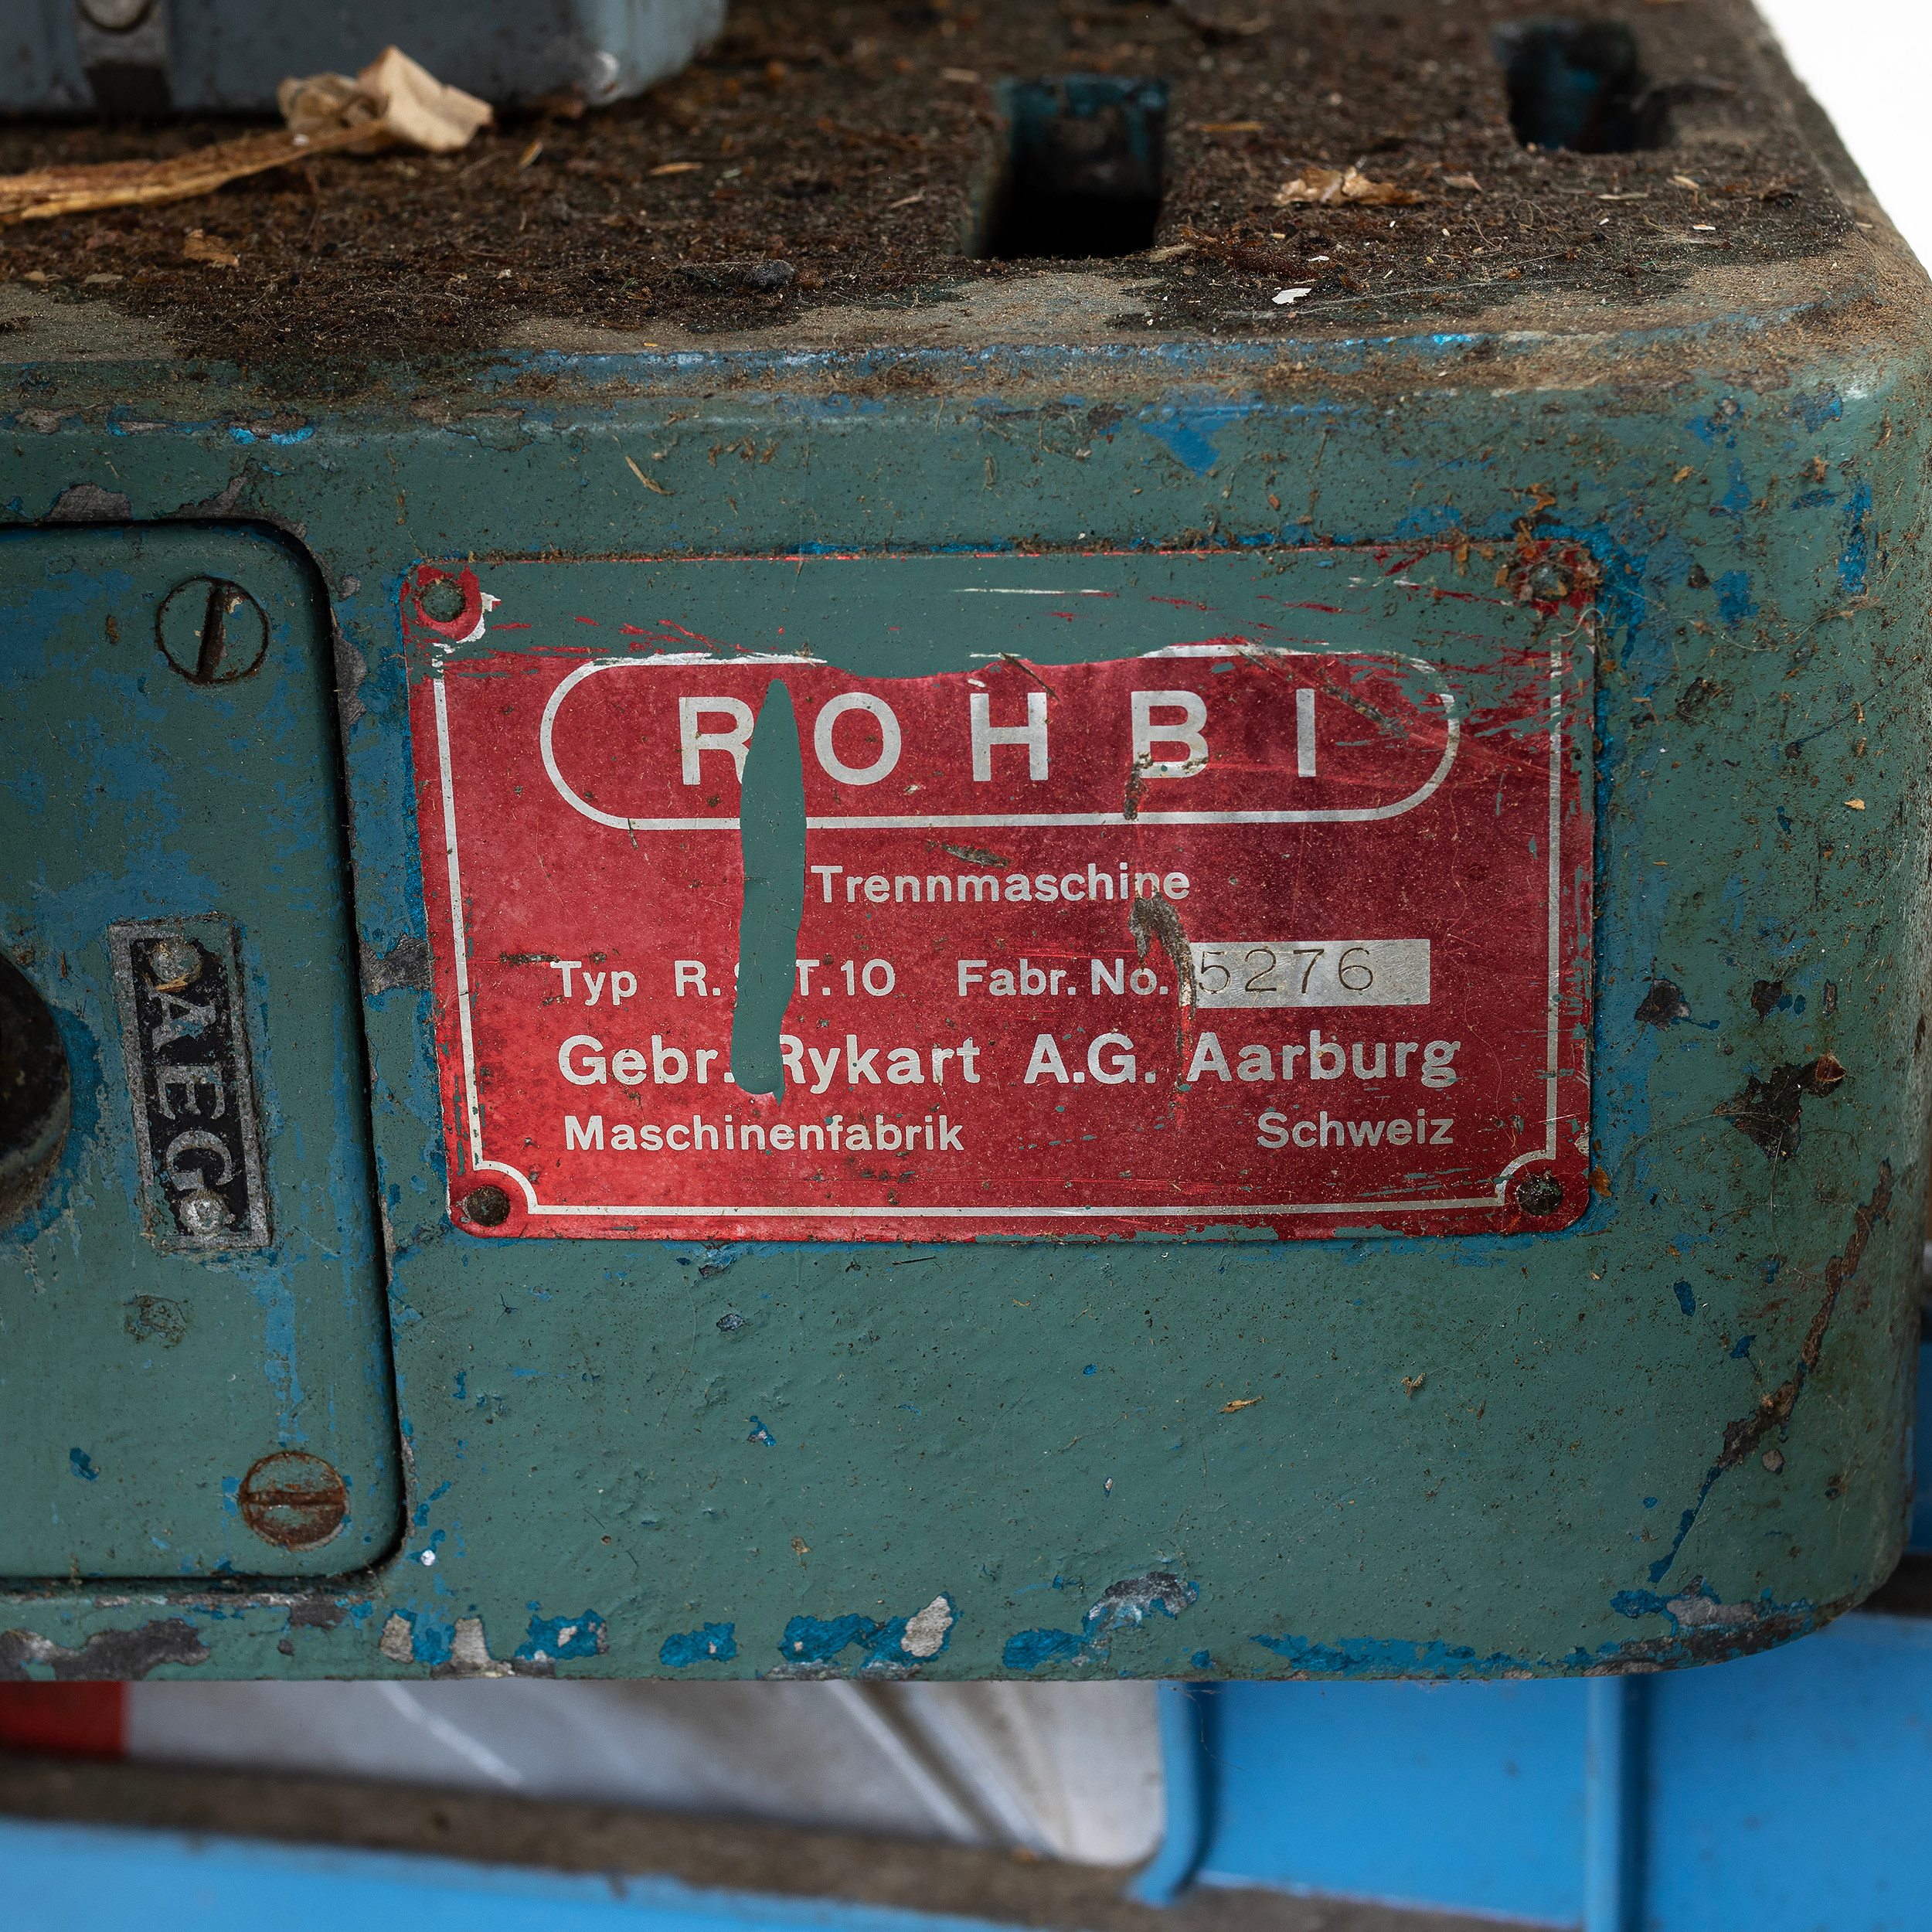 ROHBI
Trennmaschine
Typ T.10 Fabr. No. 5276
Gebr. Rykart A.G. Aarburg
Maschinenfabrik Schweiz
AEG